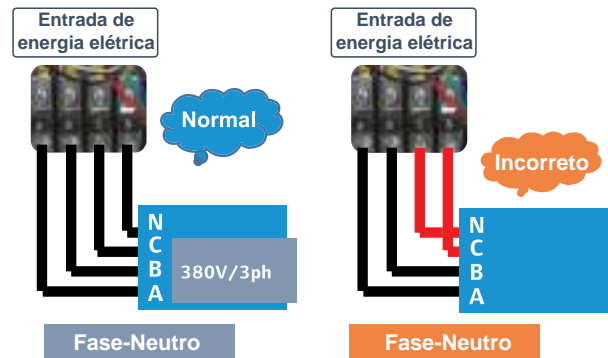 Entrada de
energia elétrica
Normal
N
C
B
A
380V/3ph
Fase-Neutro
Entrada de
energia elétrica
Incorreto
N
C
B
A
Fase-Neutro